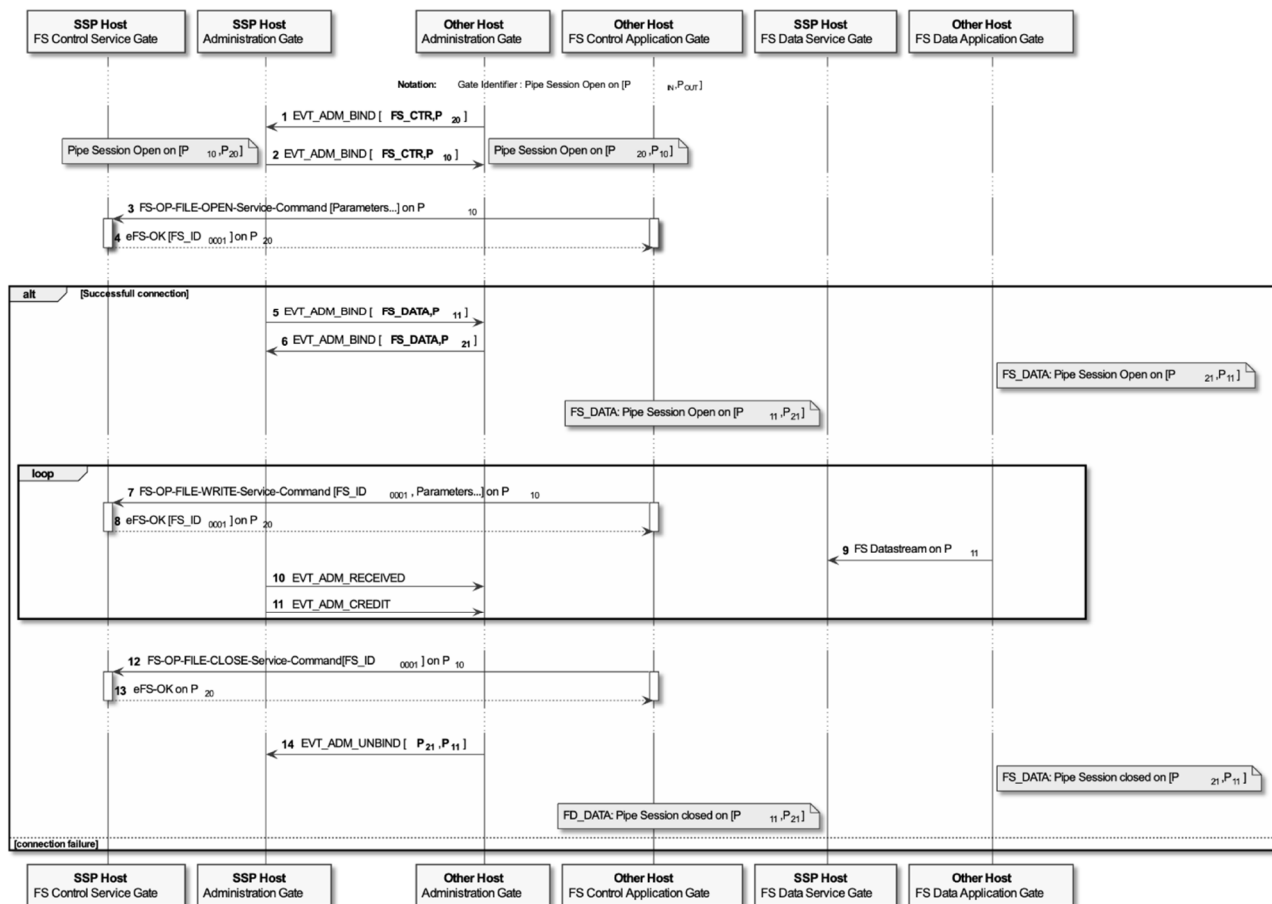 SSP Host
FS Control Service Gate
SSP Host
Administration Gate
Other Host
Administration Gate
Other Host
FS Control Application Gate
SSP Host
FS Data Service Gate
Other Host
FS Data Application Gate
Notation: Gate Identifier : Pipe Session Open on [P IN,POUT]
1 EVT_ADM_BIND [ FS_CTR,P 20 ]
Pipe Session Open on [P 10 ,P20]
2 EVT_ADM_BIND [ FS_CTR,P 10 ]
Pipe Session Open on [P 20 ,P10]
3 FS-OP-FILE-OPEN-Service-Command [Parameters...] on P 10
4 eFS-OK [FS_ID 0001 ] on P 20
alt [Successfull connection]
5 EVT_ADM_BIND [ FS_DATA,P 11 ]
6 EVT_ADM_BIND [ FS_DATA,P 21 ]
FS_DATA: Pipe Session Open on [P 21 ,P11 ]
FS_DATA: Pipe Session Open on [P 11 ,P21]
loop
7 FS-OP-FILE-WRITE-Service-Command [FS_ID 0001 , Parameters...] on P 10
8 eFS-OK [FS_ID 0001 ] on P 20
9 FS Datastream on P 11
10 EVT_ADM_RECEIVED
11 EVT_ADM_CREDIT
12 FS-OP-FILE-CLOSE-Service-Command[FS_ID 0001 ] on P 10
13 eFS-OK on P 20
14 EVT_ADM_UNBIND [ P21 ,P11 ]
FS_DATA: Pipe Session closed on [P 21 ,P11 ]
FD_DATA: Pipe Session closed on [P 11 ,P21]
[connection failure]
SSP Host
FS Control Service Gate
SSP Host
Administration Gate
Other Host
Administration Gate
Other Host
FS Control Application Gate
SSP Host
FS Data Service Gate
Other Host
FS Data Application Gate